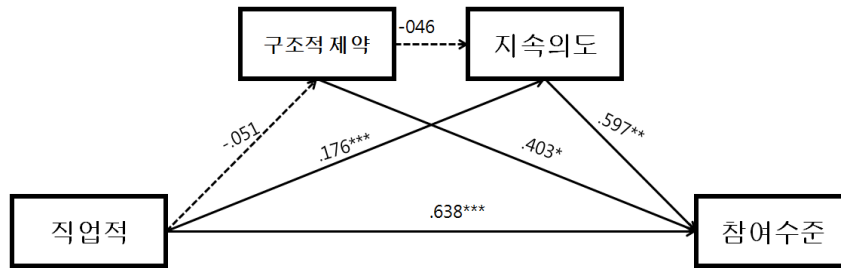 -046
구조적 제약
지속의도
-.051
.176***
.403*
.597**
.638***
직업적
참여수준